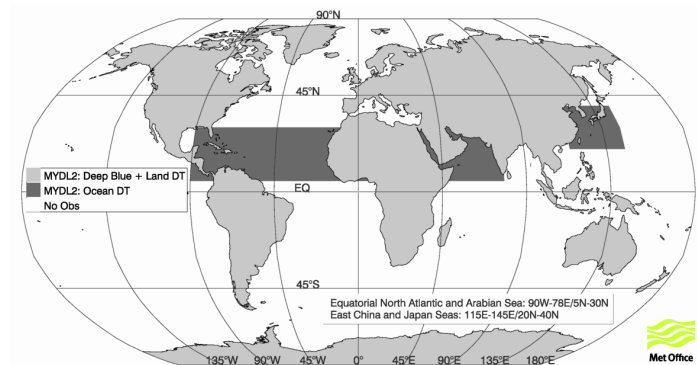 90°N
45°N
MYDL2: Deep Blue + Land DT
MYDL2: Ocean DT
No Obs
EQ
45°S
Equatorial North Atlantic and Arabian Sea: 90W-78E/5N-30N
East China and Japan Seas: 115E-145E/20N-40N
135°W 90°W 45°W 0° 45°E 90°E 135°E 180°E
Met Office